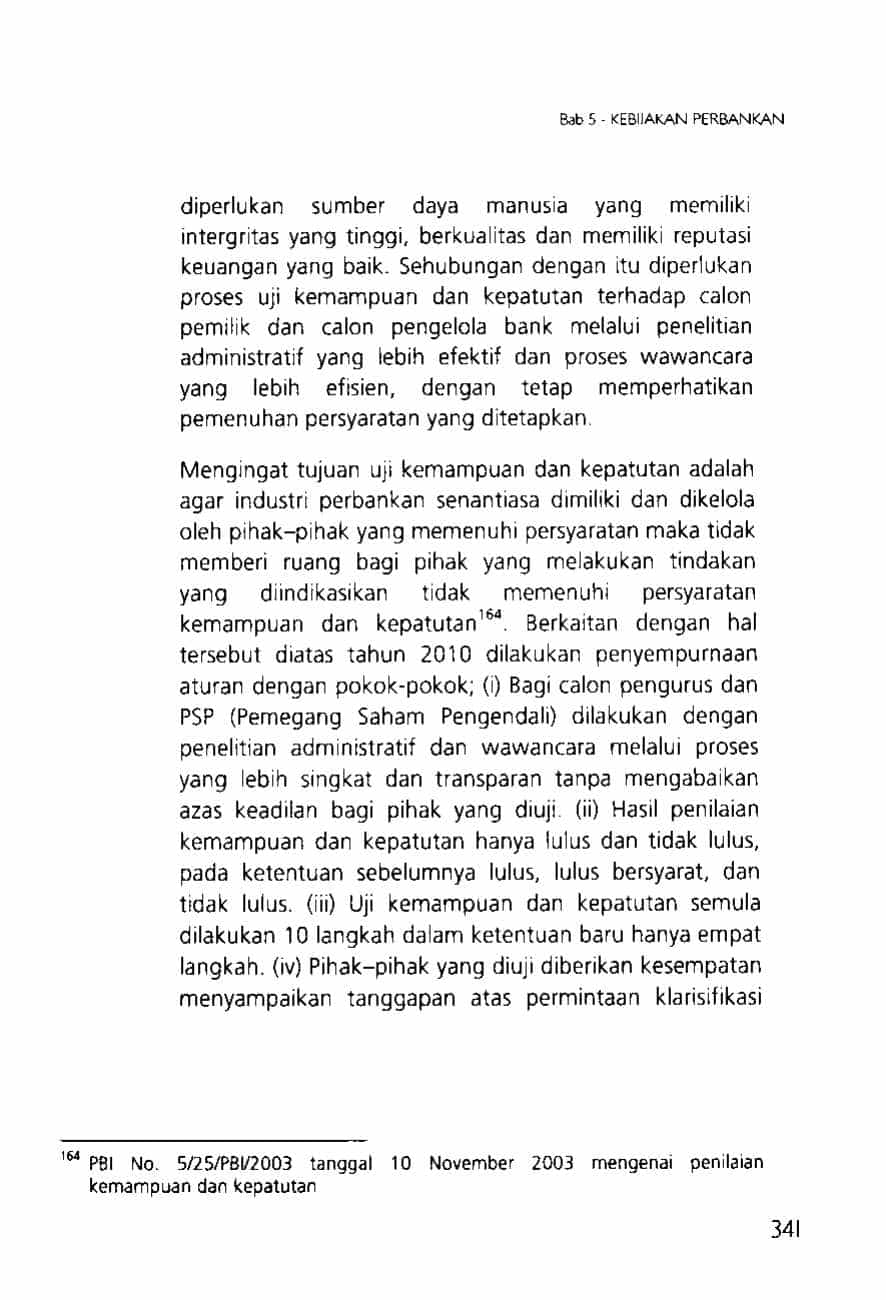 Bab 5 - KEBIJAKAN PERBANKAN
diperlukan sumber daya manusia yang memiliki
intergritas yang tinggi, berkualitas dan memiliki reputasi
keuangan yang baik. Sehubungan dengan itu diperlukan
proses uji kemampuan dan kepatutan terhadap calon
pemilik dan calon pengelola bank melalui penelitian
administratif yang lebih efektif dan proses wawancara
yang lebih efisien, dengan tetap memperhatikan
pemenuhan persyaratan yang ditetapkan.
Mengingat tujuan uji kemampuan dan kepatutan adalah
agar industri perbankan senantiasa dimiliki dan dikelola
oleh pihak–pihak yang memenuhi persyaratan maka tidak
memberi ruang bagi pihak yang melakukan tindakan
yang diindikasikan tidak memenuhi persyaratan
kemampuan dan kepatutan¹⁶⁴. Berkaitan dengan hal
tersebut diatas tahun 2010 dilakukan penyempurnaan
aturan dengan pokok-pokok; (i) Bagi calon pengurus dan
PSP (Pemegang Saham Pengendali) dilakukan dengan
penelitian administratif dan wawancara melalui proses
yang lebih singkat dan transparan tanpa mengabaikan
azas keadilan bagi pihak yang diuji. (ii) Hasil penilaian
kemampuan dan kepatutan hanya lulus dan tidak lulus,
pada ketentuan sebelumnya lulus, lulus bersyarat, dan
tidak lulus. (iii) Uji kemampuan dan kepatutan semula
dilakukan 10 langkah dalam ketentuan baru hanya empat
langkah. (iv) Pihak–pihak yang diuji diberikan kesempatan
menyampaikan tanggapan atas permintaan klarisifikasi
¹⁶⁴ PBI No. 5/25/PBI/2003 tanggal 10 November 2003 mengenai penilaian
kemampuan dan kepatutan
341